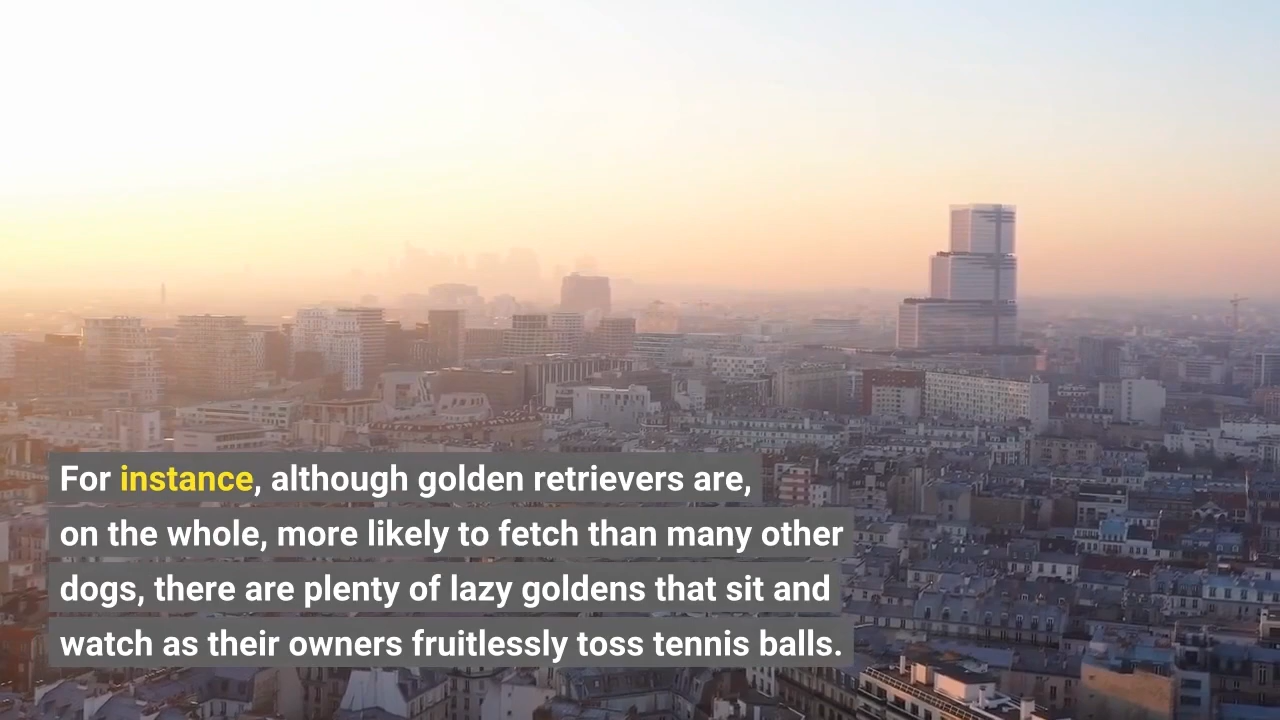 For instance, although golden retrievers are,
on the whole, more likely to fetch than many other
dogs, there are plenty of lazy goldens that sit and
watch as their owners fruitlessly toss tennis balls.